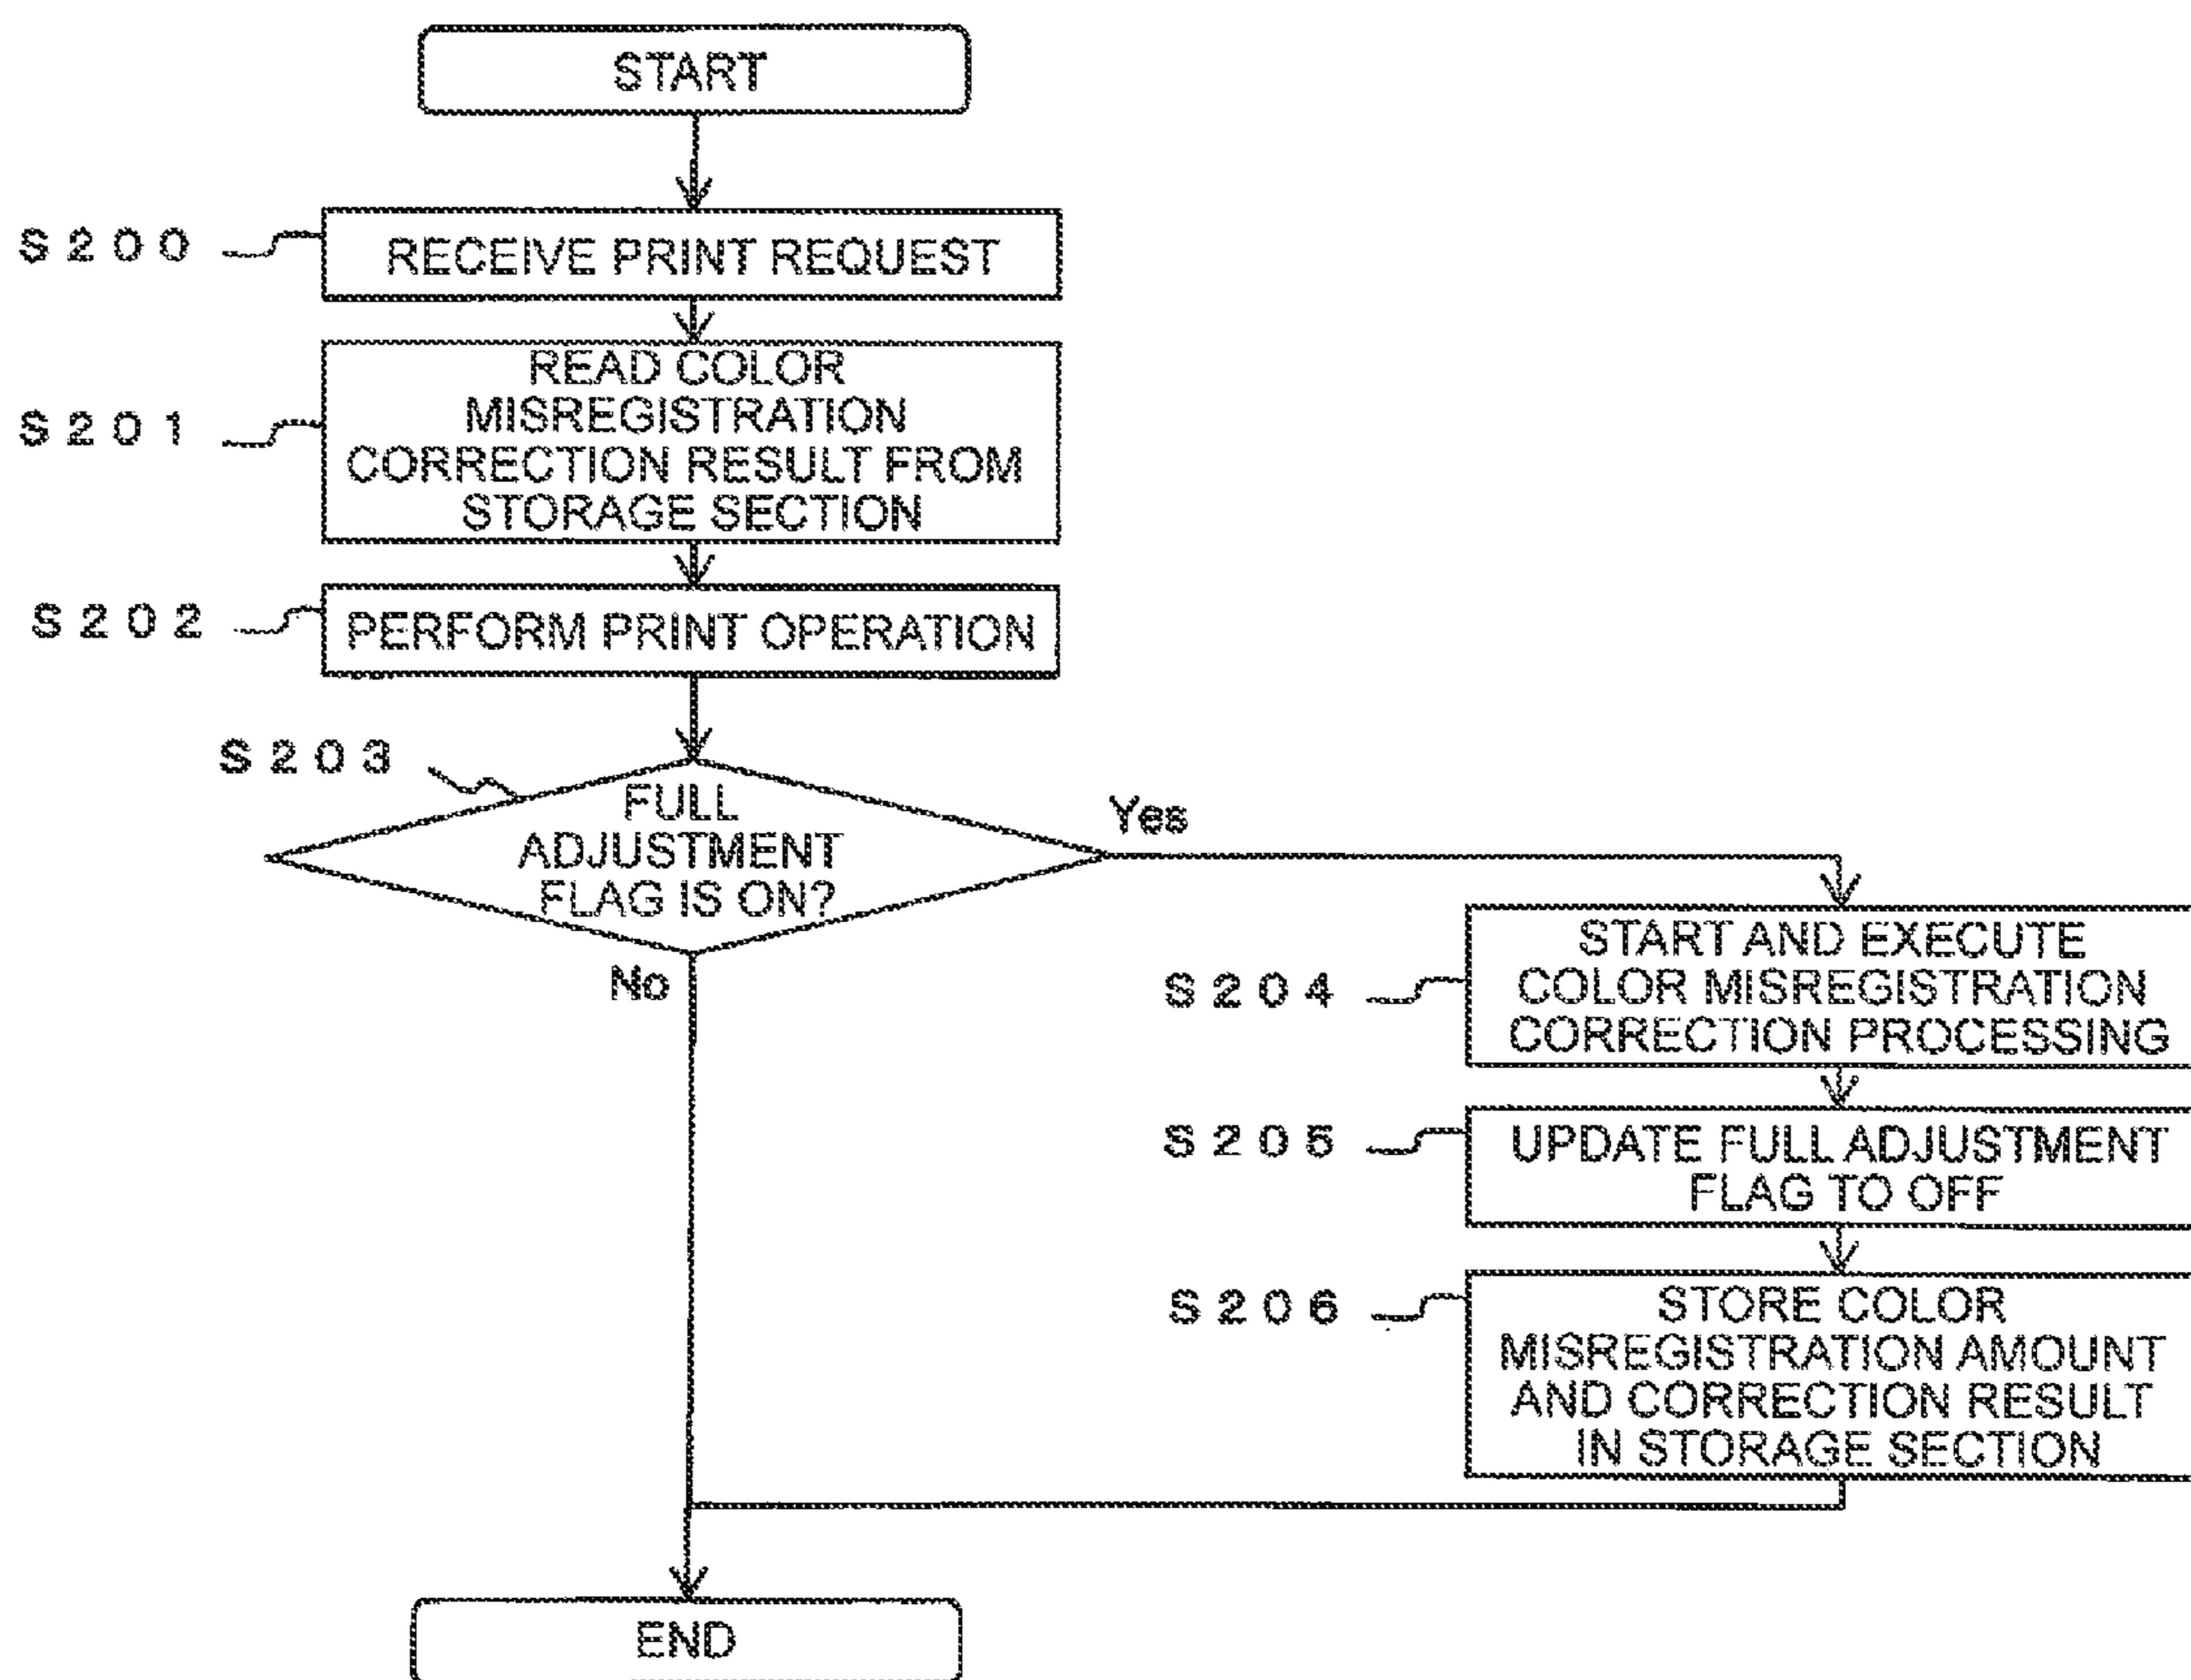 START
S200
RECEIVE PRINT REQUEST
S201
READ COLOR
MISREGISTRATION
CORRECTION RESULT FROM
STORAGE SECTION
S202
PERFORM PRINT OPERATION
S203
FULL
ADJUSTMENT
FLAG IS ON?
Yes
No
S204
START AND EXECUTE
COLOR MISREGISTRATION
CORRECTION PROCESSING
S205
UPDATE FULL ADJUSTMENT
FLAG TO OFF
S206
STORE COLOR
MISREGISTRATION AMOUNT
AND CORRECTION RESULT
IN STORAGE SECTION
END